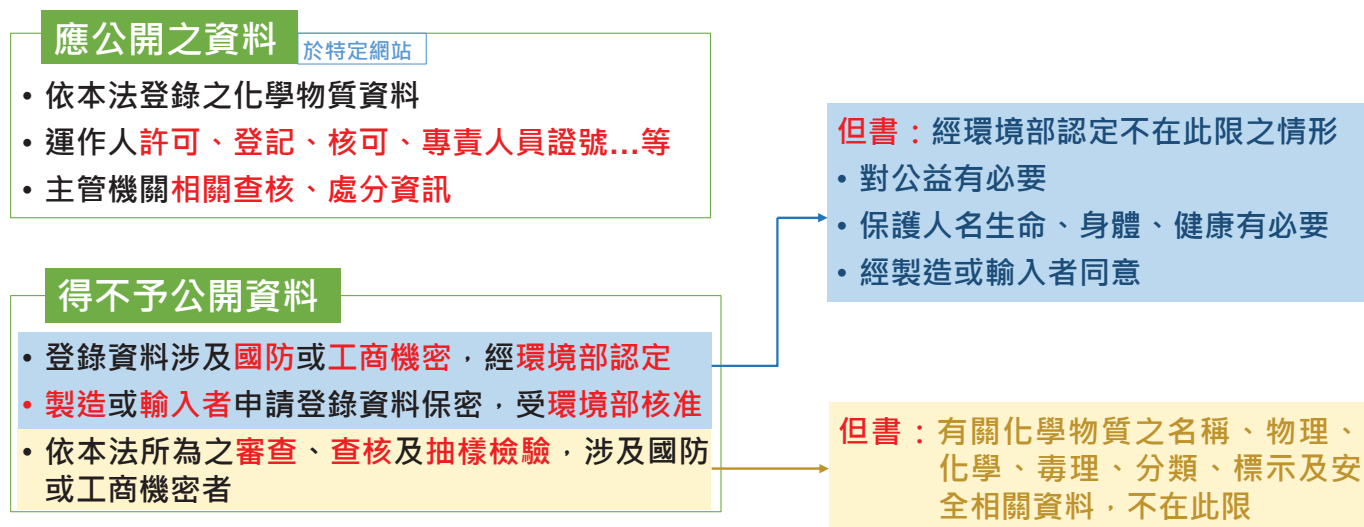 應公開之資料
於特定網站
• 依本法登錄之化學物質資料
• 運作人許可、登記、核可、專責人員證號...等
• 主管機關相關查核、處分資訊
得不予公開資料
• 登錄資料涉及國防或工商機密，經環境部認定
• 製造或輸入者申請登錄資料保密，受環境部核准
• 依本法所為之審查、查核及抽樣檢驗，涉及國防
或工商機密者
但書：經環境部認定不在此限之情形
• 對公益有必要
• 保護人名生命、身體、健康有必要
• 經製造或輸入者同意
但書：有關化學物質之名稱、物理、
化學、毒理、分類、標示及安
全相關資料，不在此限